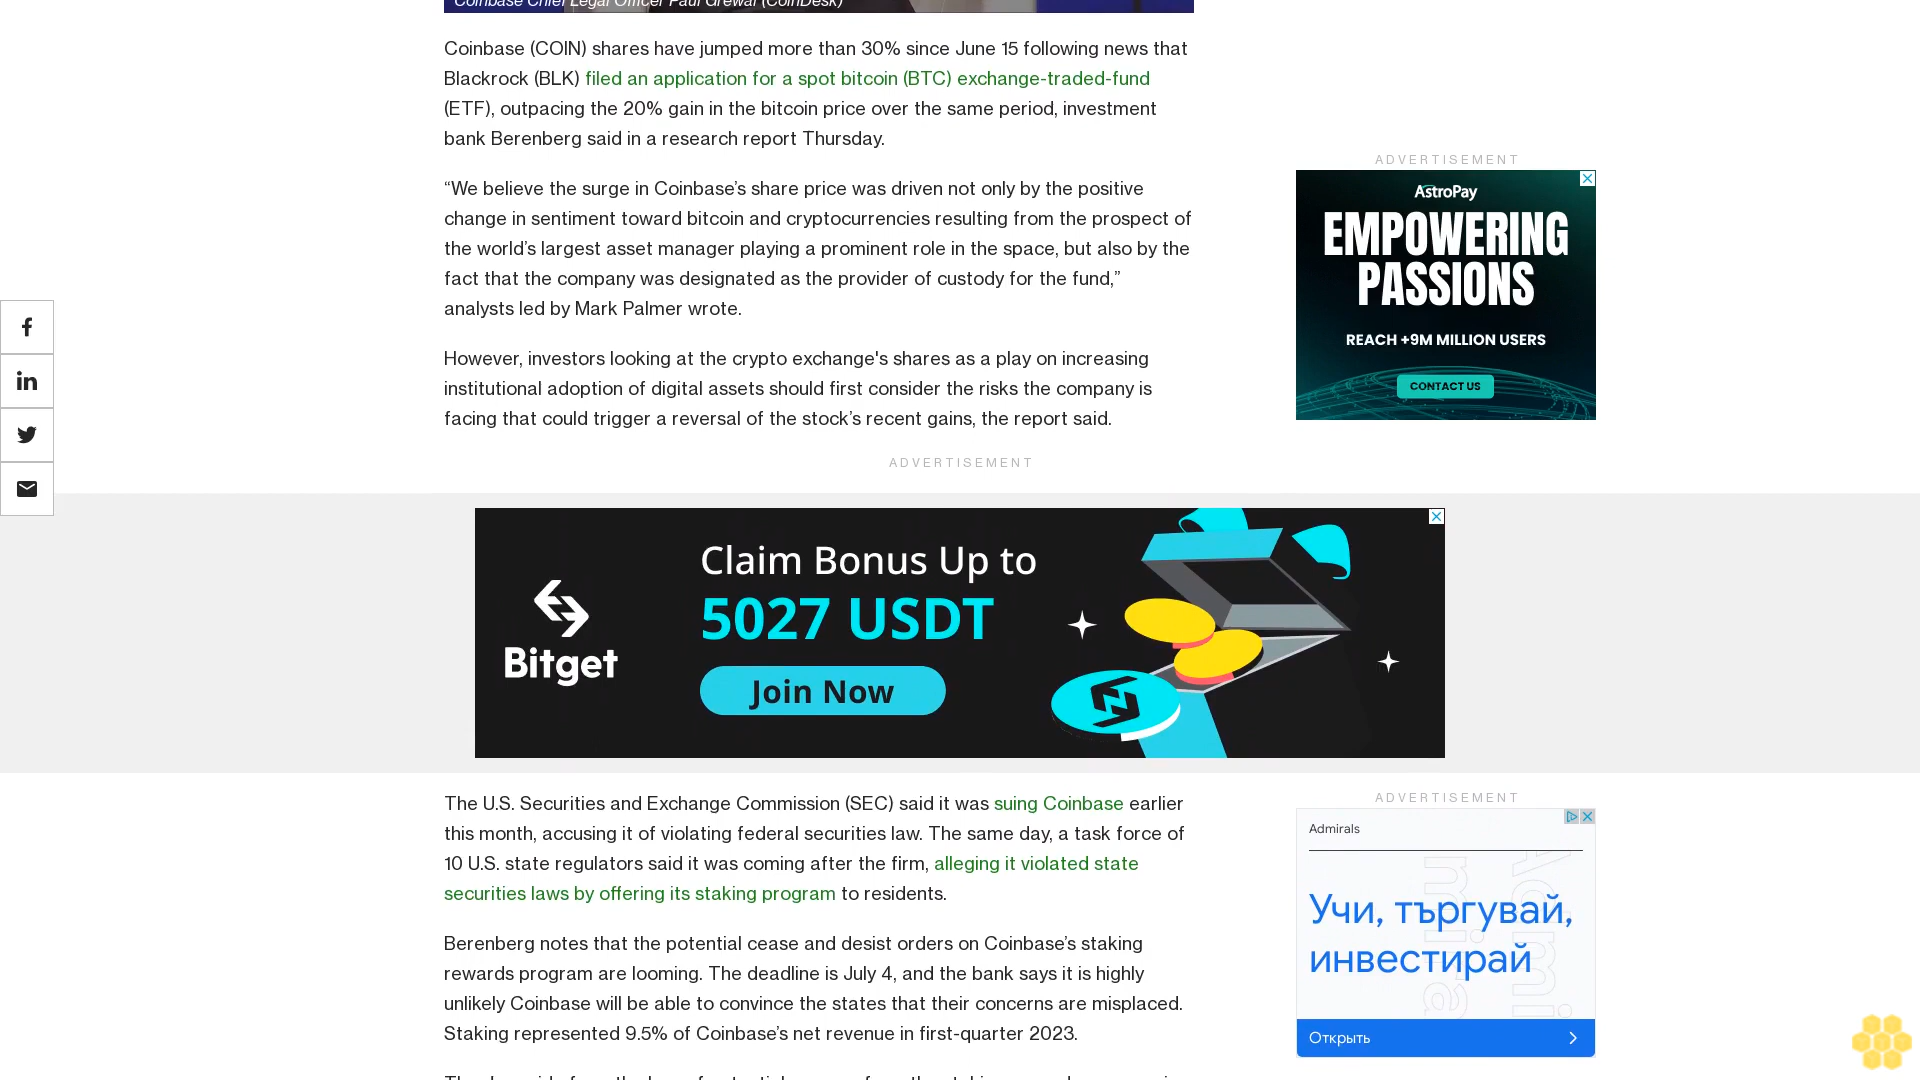 Coinbase Chief Legal Officer Paul Grewal (CoinDesk)
Coinbase (COIN) shares have jumped more than 30% since June 15 following news that
Blackrock (BLK) filed an application for a spot bitcoin (BTC) exchange-traded-fund
(ETF), outpacing the 20% gain in the bitcoin price over the same period, investment
bank Berenberg said in a research report Thursday.
“We believe the surge in Coinbase’s share price was driven not only by the positive
change in sentiment toward bitcoin and cryptocurrencies resulting from the prospect of
the world’s largest asset manager playing a prominent role in the space, but also by the
fact that the company was designated as the provider of custody for the fund,”
analysts led by Mark Palmer wrote.
However, investors looking at the crypto exchange's shares as a play on increasing
institutional adoption of digital assets should first consider the risks the company is
facing that could trigger a reversal of the stock’s recent gains, the report said.
ADVERTISEMENT
AstroPay
EMPOWERING
PASSIONS
REACH +9M MILLION USERS
CONTACT US
ADVERTISEMENT
Bitget
Claim Bonus Up to
5027 USDT
Join Now
The U.S. Securities and Exchange Commission (SEC) said it was suing Coinbase earlier
this month, accusing it of violating federal securities law. The same day, a task force of
10 U.S. state regulators said it was coming after the firm, alleging it violated state
securities laws by offering its staking program to residents.
Berenberg notes that the potential cease and desist orders on Coinbase’s staking
rewards program are looming. The deadline is July 4, and the bank says it is highly
unlikely Coinbase will be able to convince the states that their concerns are misplaced.
Staking represented 9.5% of Coinbase’s net revenue in first-quarter 2023.
ADVERTISEMENT
Admirals
Учи, търгувай,
инвестирай
Открыть